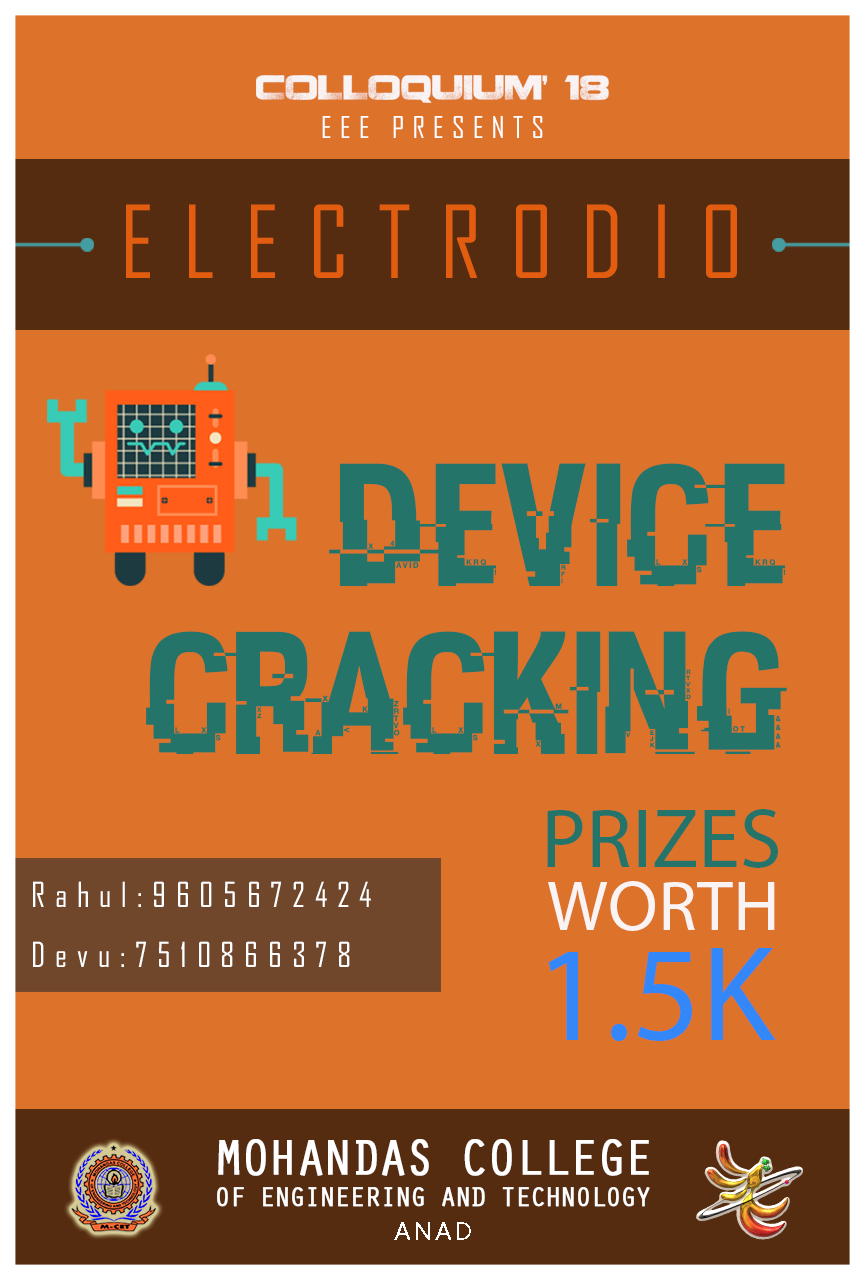 COLLOQUIUM' 18
EEE PRESENTS
ELECTRODIO
DEVICE
CRACKING
PRIZES
WORTH
1.5K
Rahul:9605672424
Devu:7510866378
MOHANDAS COLLEGE
OF ENGINEERING AND TECHNOLOGY
ANAD
M-CET